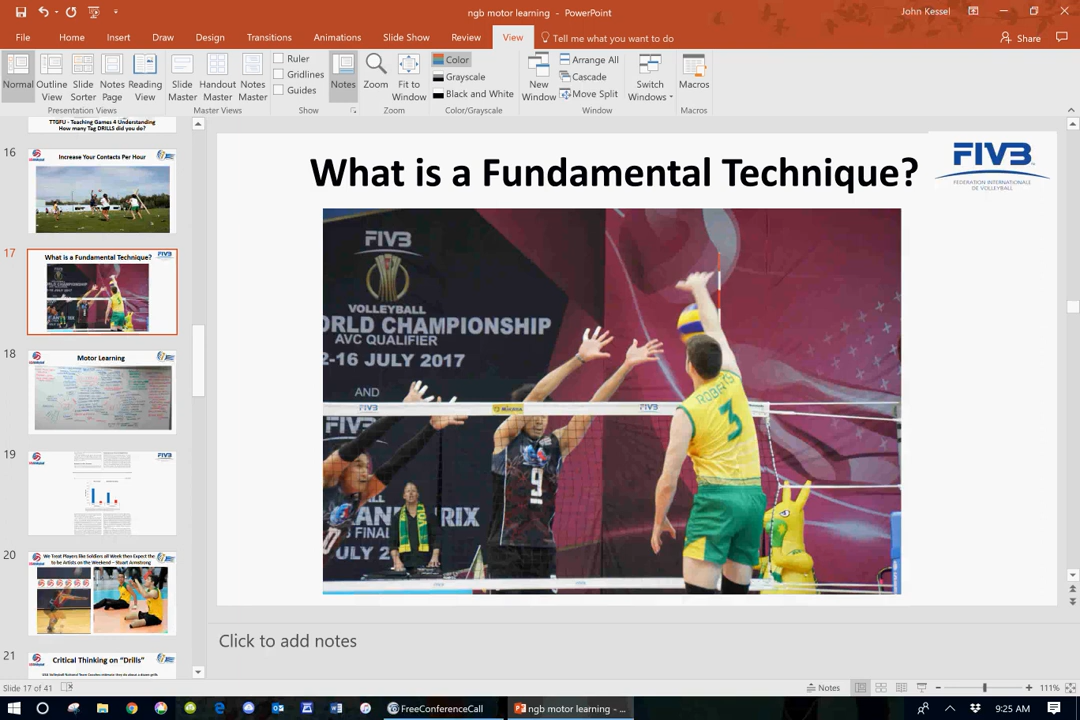 ngb motor learning - PowerPoint
John Kessel
File
Home
Insert
Draw
Design
Transitions
Animations
Slide Show
Review
View
Tell me what you want to do
Share
Normal
Outline View
Slide Sorter
Notes Page
Reading View
Presentation Views
Slide Master
Handout Master
Notes Master
Master Views
Ruler
Gridlines
Guides
Show
Notes
Zoom
Fit to Window
Zoom
Color
Grayscale
Black and White
Color/Grayscale
New Window
Arrange All
Cascade
Move Split
Window
Switch Windows
Macros
Macros
TTGFU - Teaching Games 4 Understanding
How many Tag DRILLS did you do?
16
Increase Your Contacts Per Hour
17
What is a Fundamental Technique?
FIVB
18
Motor Learning
19
FIVB
20
We Treat Players like Soldiers all Week then Expect the
to be Artists on the Weekend – Stuart Armstrong
21
Critical Thinking on "Drills"
What is a Fundamental Technique?
FIVB
FEDERATION INTERNATIONALE
DE VOLLEYBALL
FIVB
VOLLEYBALL
ORLD CHAMPIONSHIP
AVC QUALIFIER
2-16 JULY 2017
AND
FIVB
FIVB
MIKASA
FIVB
ROBERTS
3
9
RIX
FINAL
Click to add notes
Slide 17 of 41
Notes
111%
FreeConferenceCall
ngb motor learning - ...
9:25 AM